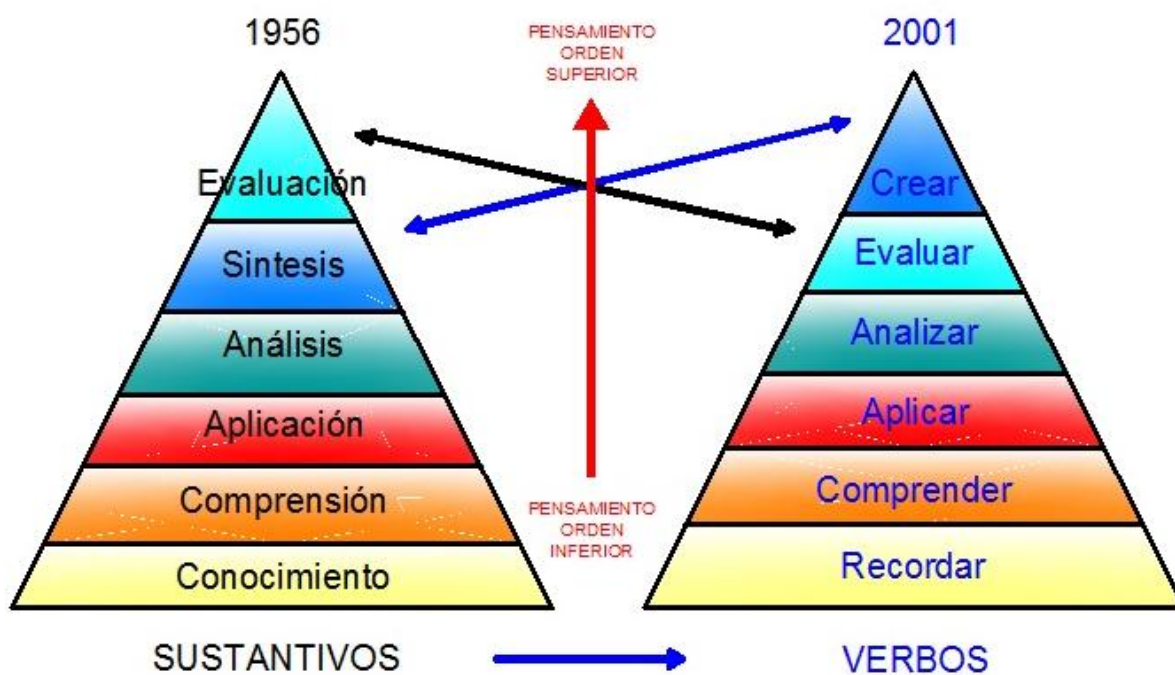 1956
Evaluación
Sintesis
Análisis
Aplicación
Comprensión
Conocimiento
SUSTANTIVOS
PENSAMIENTO
ORDEN
SUPERIOR
PENSAMIENTO
ORDEN
INFERIOR
2001
Crear
Evaluar
Analizar
Aplicar
Comprender
Recordar
VERBOS